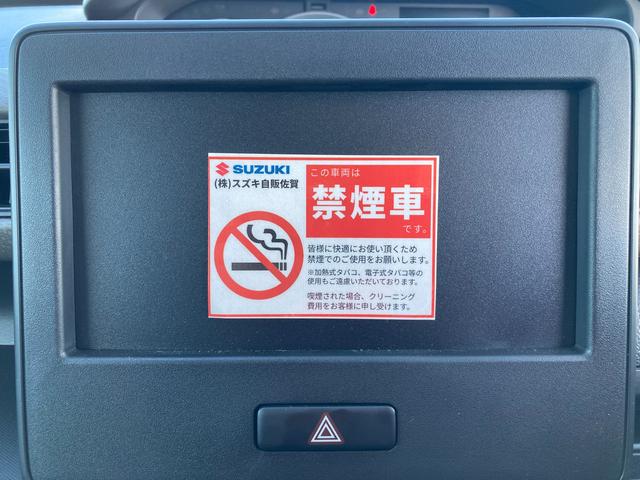 SUZUKI
(株)スズキ自販佐賀
この車両は
禁煙車
です。
皆様に快適にお使い頂くため
禁煙でのご使用をお願いします。
※加熱式タバコ、電子式タバコ等の
使用もご遠慮いただいております。
喫煙された場合、クリーニング
費用をお客様に申し受けます。